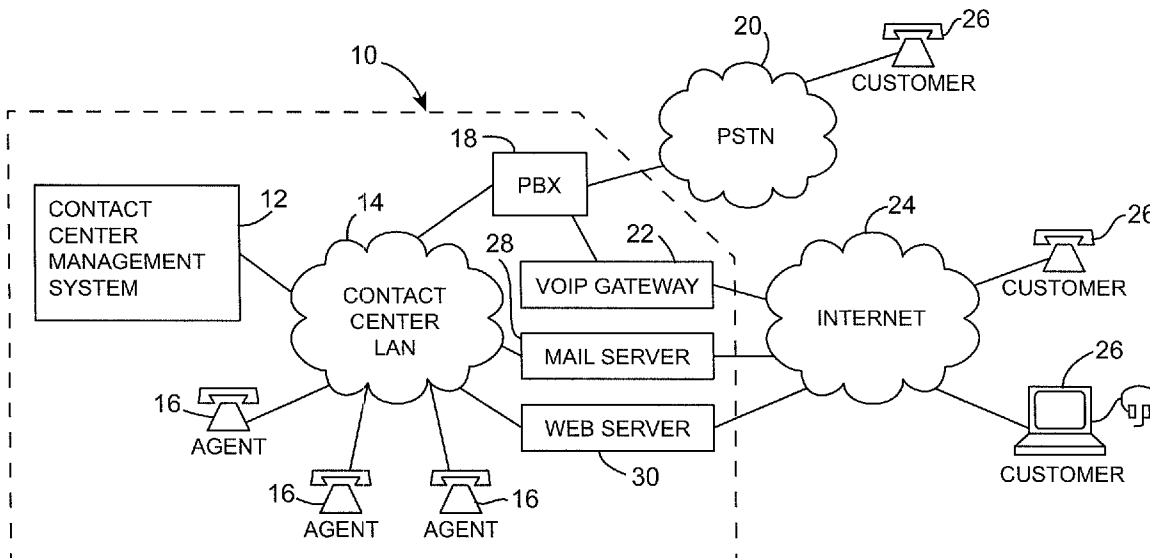 10
20
26
CUSTOMER
PSTN
18
PBX
12
CONTACT
CENTER
MANAGEMENT
SYSTEM
14
CONTACT
CENTER
LAN
28
22
VOIP GATEWAY
MAIL SERVER
WEB SERVER
30
24
INTERNET
26
CUSTOMER
26
CUSTOMER
16
AGENT
16
AGENT
16
AGENT